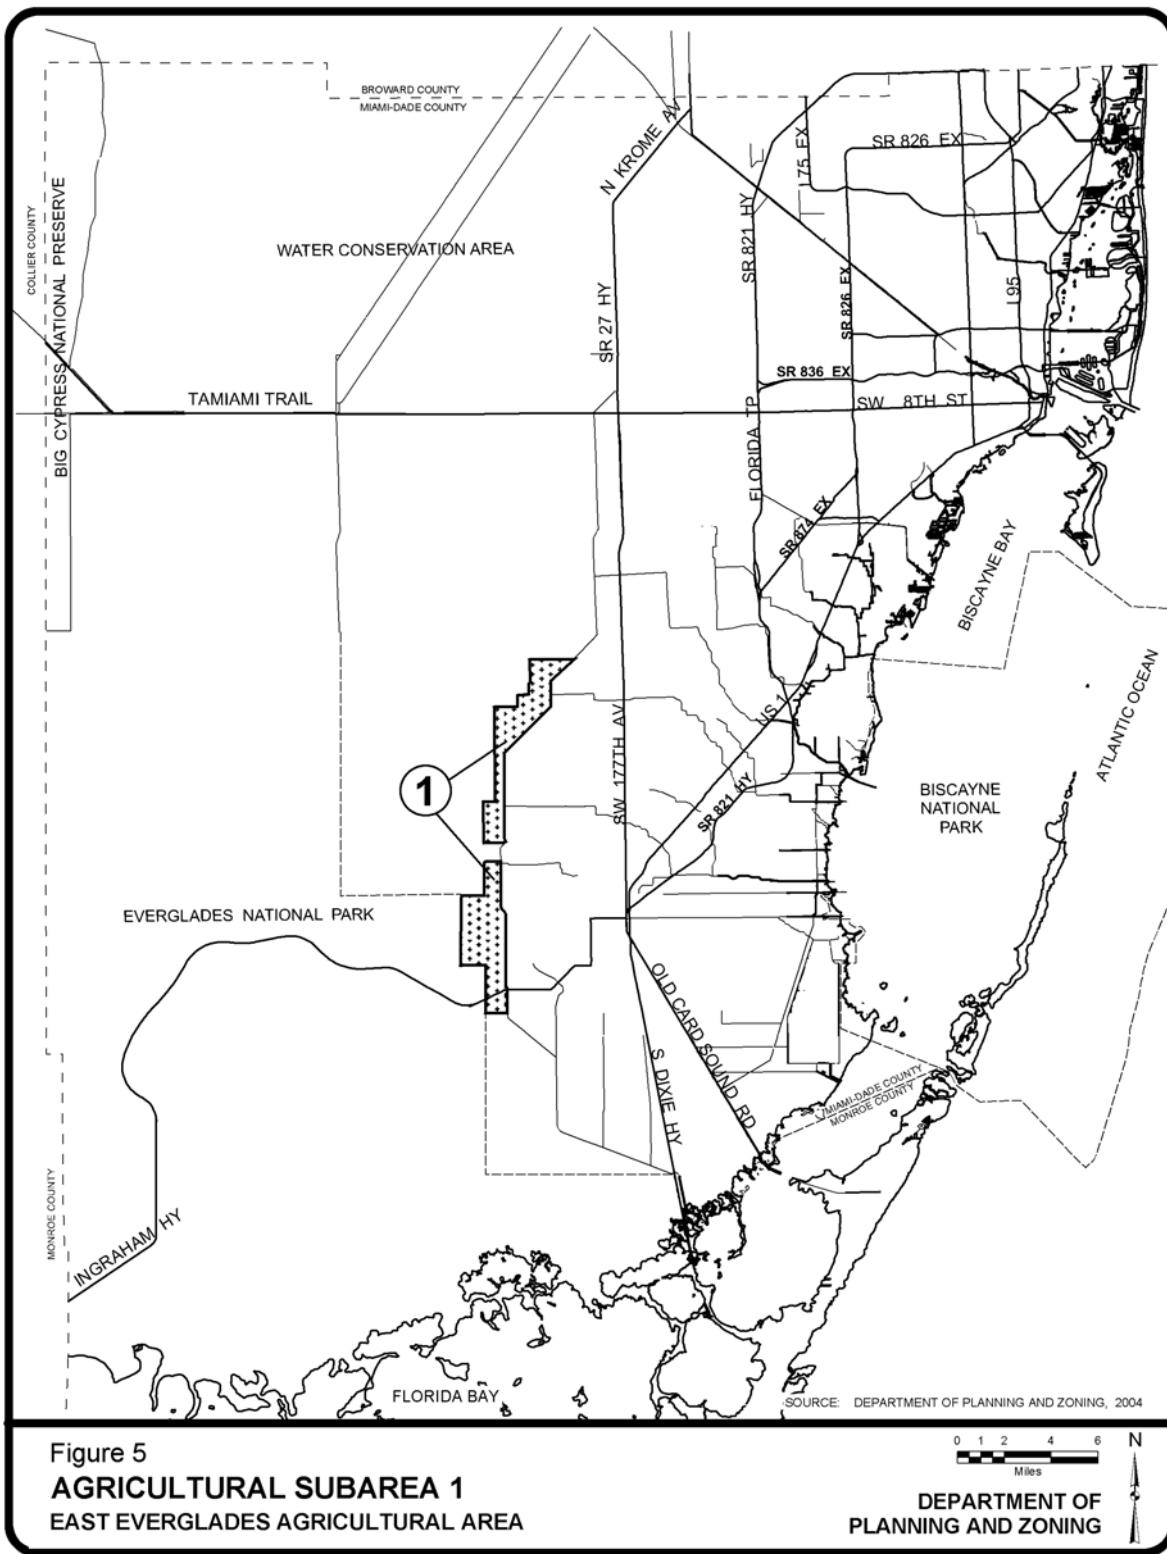 BROWARD COUNTY
MIAMI-DADE COUNTY
N KROME AV
I 75 EX
SR 826 EX
COLLIER COUNTY
BIG CYPRESS NATIONAL PRESERVE
WATER CONSERVATION AREA
SR 27 HY
SR 821 HY
SR 826 EX
I 95
SR 836 EX
TAMIAMI TRAIL
SW 8TH ST
FLORIDA TP
SR 874 EX
BISCAYNE BAY
ATLANTIC OCEAN
US 1
SW 177TH AV
1
SR 821 HY
BISCAYNE
NATIONAL
PARK
EVERGLADES NATIONAL PARK
OLD CARD SOUND RD
S DIXIE HY
MIAMI-DADE COUNTY
MONROE COUNTY
MONROE COUNTY
INGRAHAM HY
FLORIDA BAY
SOURCE: DEPARTMENT OF PLANNING AND ZONING, 2004
Figure 5
AGRICULTURAL SUBAREA 1
EAST EVERGLADES AGRICULTURAL AREA
0 1 2 4 6
Miles
N
DEPARTMENT OF
PLANNING AND ZONING